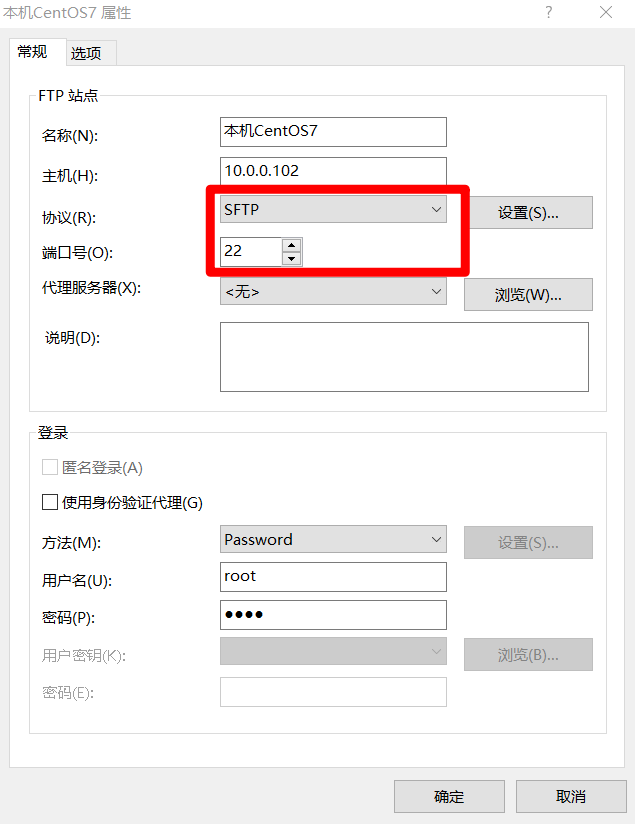 本机CentOS7 属性
常规 选项
FTP 站点
名称(N): 本机CentOS7
主机(H): 10.0.0.102
协议(R): SFTP 设置(S)...
端口号(O): 22
代理服务器(X): <无> 浏览(W)...
说明(D):
登录
匿名登录(A)
使用身份验证代理(G)
方法(M): Password 设置(S)...
用户名(U): root
密码(P): ●●●●
用户密钥(K): 浏览(B)...
密码(E):
确定 取消